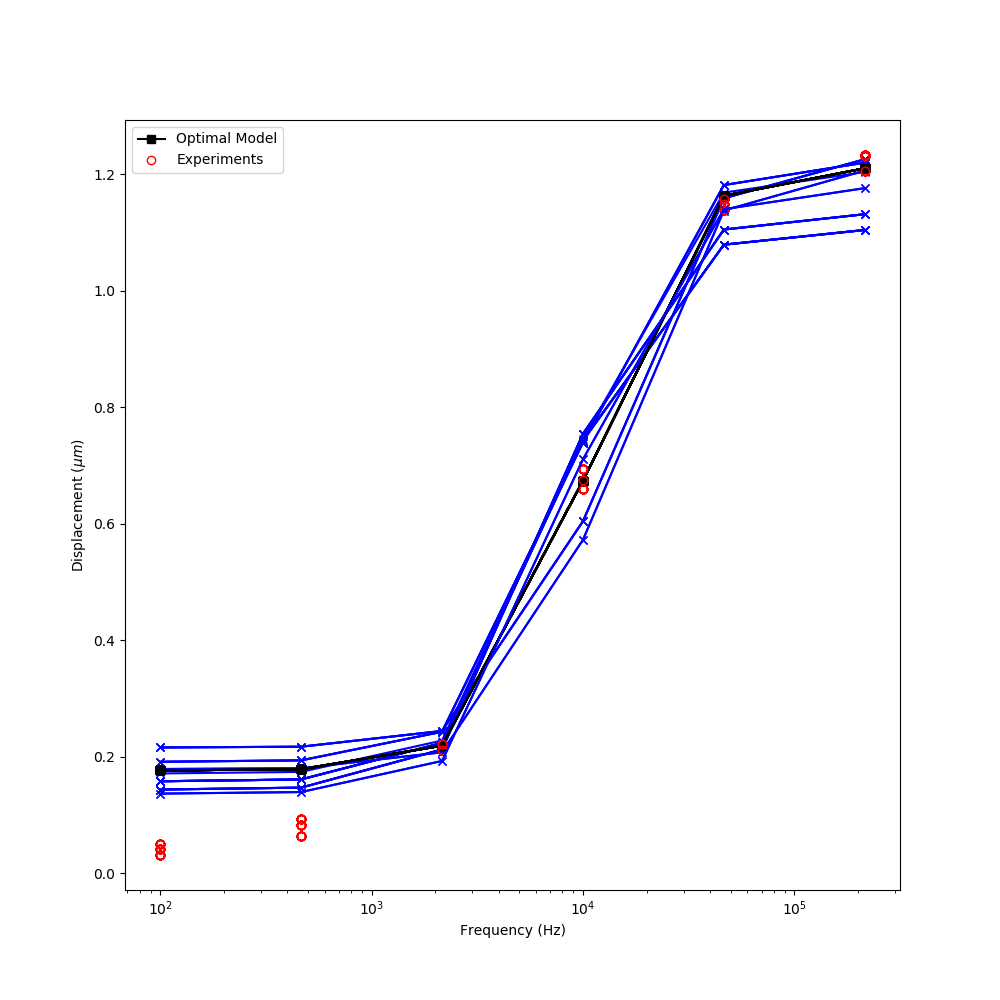 Optimal Model
Experiments
Displacement (μm)
1.2
1.0
0.8
0.6
0.4
0.2
0.0
10² 10³ 10⁴ 10⁵
Frequency (Hz)